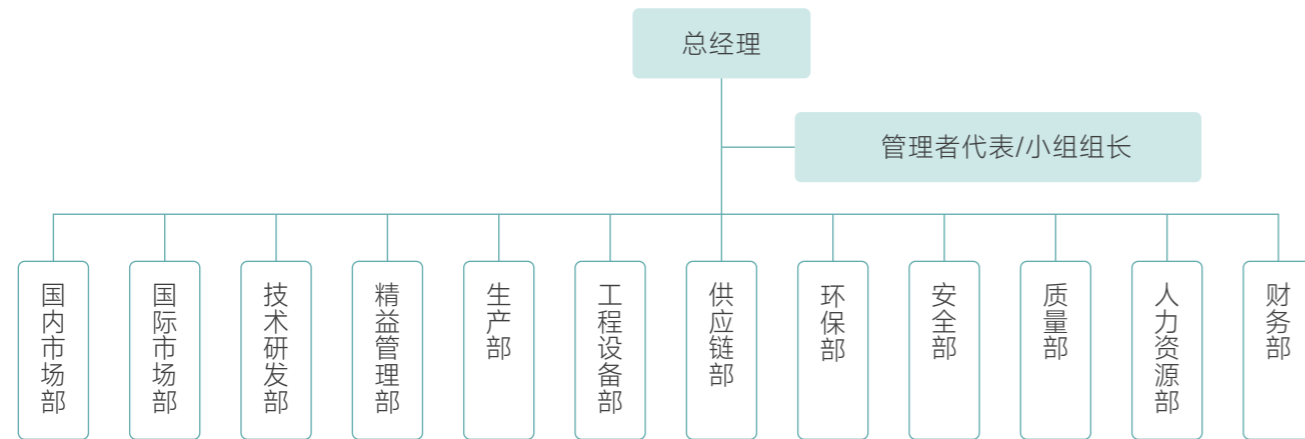 总经理
管理者代表/小组组长
国内市场部
国际市场部
技术研发部
精益管理部
生产部
工程设备部
供应链部
环保部
安全部
质量部
人力资源部
财务部